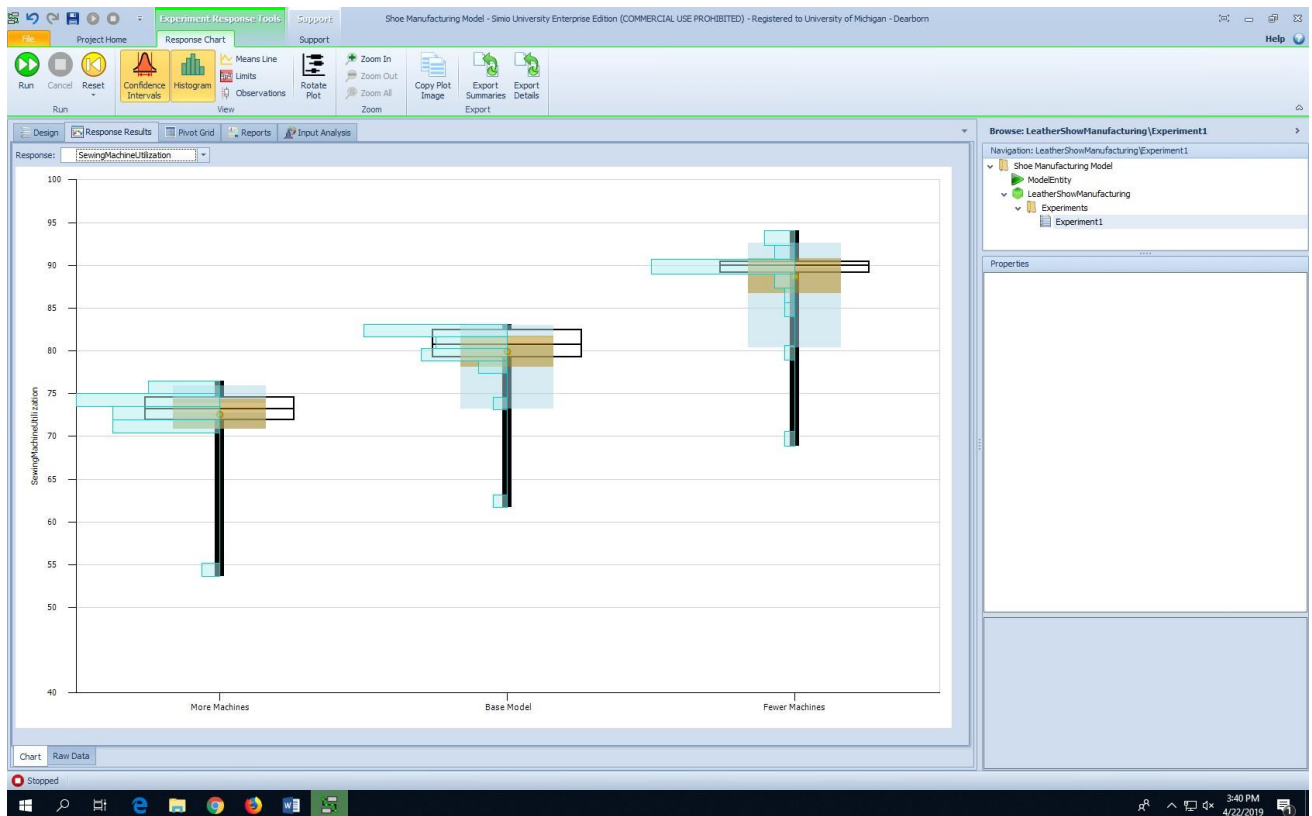 Experiment Response Tools Support Shoe Manufacturing Model - Simio University Enterprise Edition (COMMERCIAL USE PROHIBITED) - Registered to University of Michigan - Dearborn
File Project Home Response Chart Support Help
Run Cancel Reset Confidence Intervals Histogram Means Line Limits Observations Rotate Plot Zoom In Zoom Out Zoom All Copy Plot Image Export Summaries Export Details
Run View Zoom Export
Design Response Results Pivot Grid Reports Input Analysis
Response: SewingMachineUtilization
100
95
90
85
80
75
70
65
60
55
50
40
SewingMachineUtilization
More Machines Base Model Fewer Machines
Chart Raw Data
Browse: LeatherShowManufacturing\Experiment1
Navigation: LeatherShowManufacturing\Experiment1
Shoe Manufacturing Model
ModelEntity
LeatherShowManufacturing
Experiments
Experiment1
Properties
Stopped
3:40 PM
4/22/2019